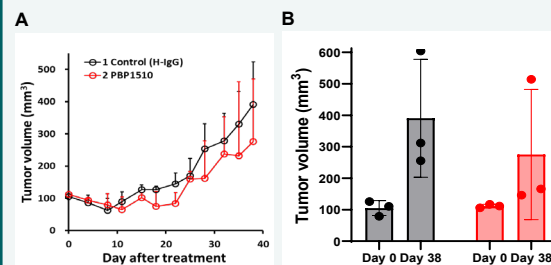 A
Tumor volume (mm³)
500
400
300
200
100
0
1 Control (H-IgG)
2 PBP1510
0 10 20 30 40
Day after treatment
B
Tumor volume (mm³)
600
500
400
300
200
100
0
Day 0 Day 38 Day 0 Day 38